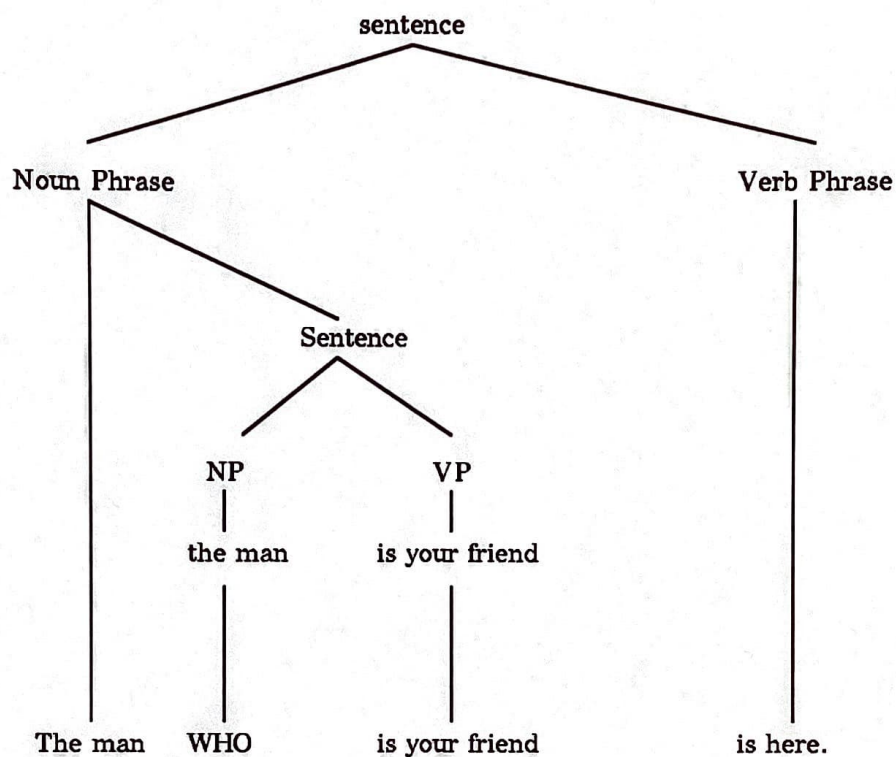 sentence
Noun Phrase Verb Phrase
Sentence
NP VP
the man is your friend
The man WHO is your friend is here.